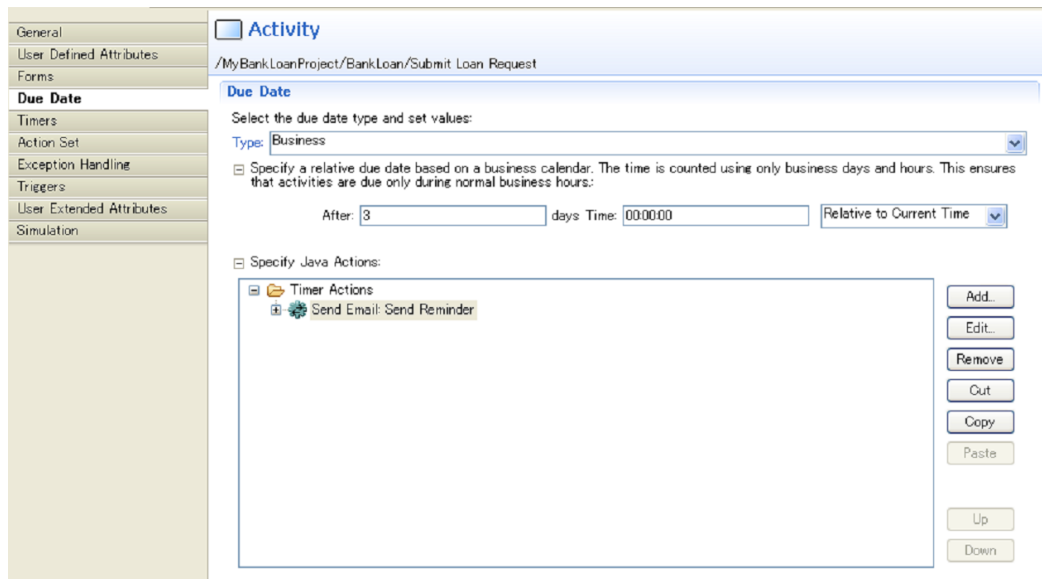 General
User Defined Attributes
Forms
Due Date
Timers
Action Set
Exception Handling
Triggers
User Extended Attributes
Simulation
Activity
/MyBankLoanProject/BankLoan/Submit Loan Request
Due Date
Select the due date type and set values:
Type: Business
Specify a relative due date based on a business calendar. The time is counted using only business days and hours. This ensures
that activities are due only during normal business hours.:
After: 3 days Time: 00:00:00 Relative to Current Time
Specify Java Actions:
Timer Actions
Send Email: Send Reminder
Add...
Edit...
Remove
Cut
Copy
Paste
Up
Down